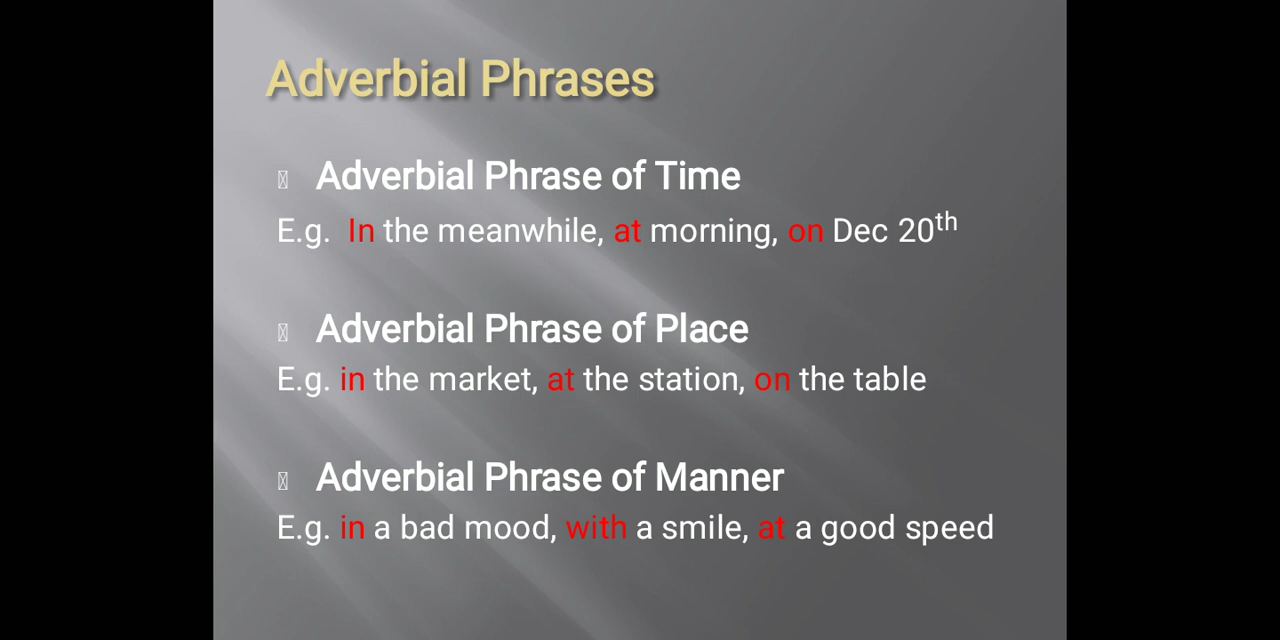 Adverbial Phrases
Adverbial Phrase of Time
E.g. In the meanwhile, at morning, on Dec 20th
Adverbial Phrase of Place
E.g. in the market, at the station, on the table
Adverbial Phrase of Manner
E.g. in a bad mood, with a smile, at a good speed